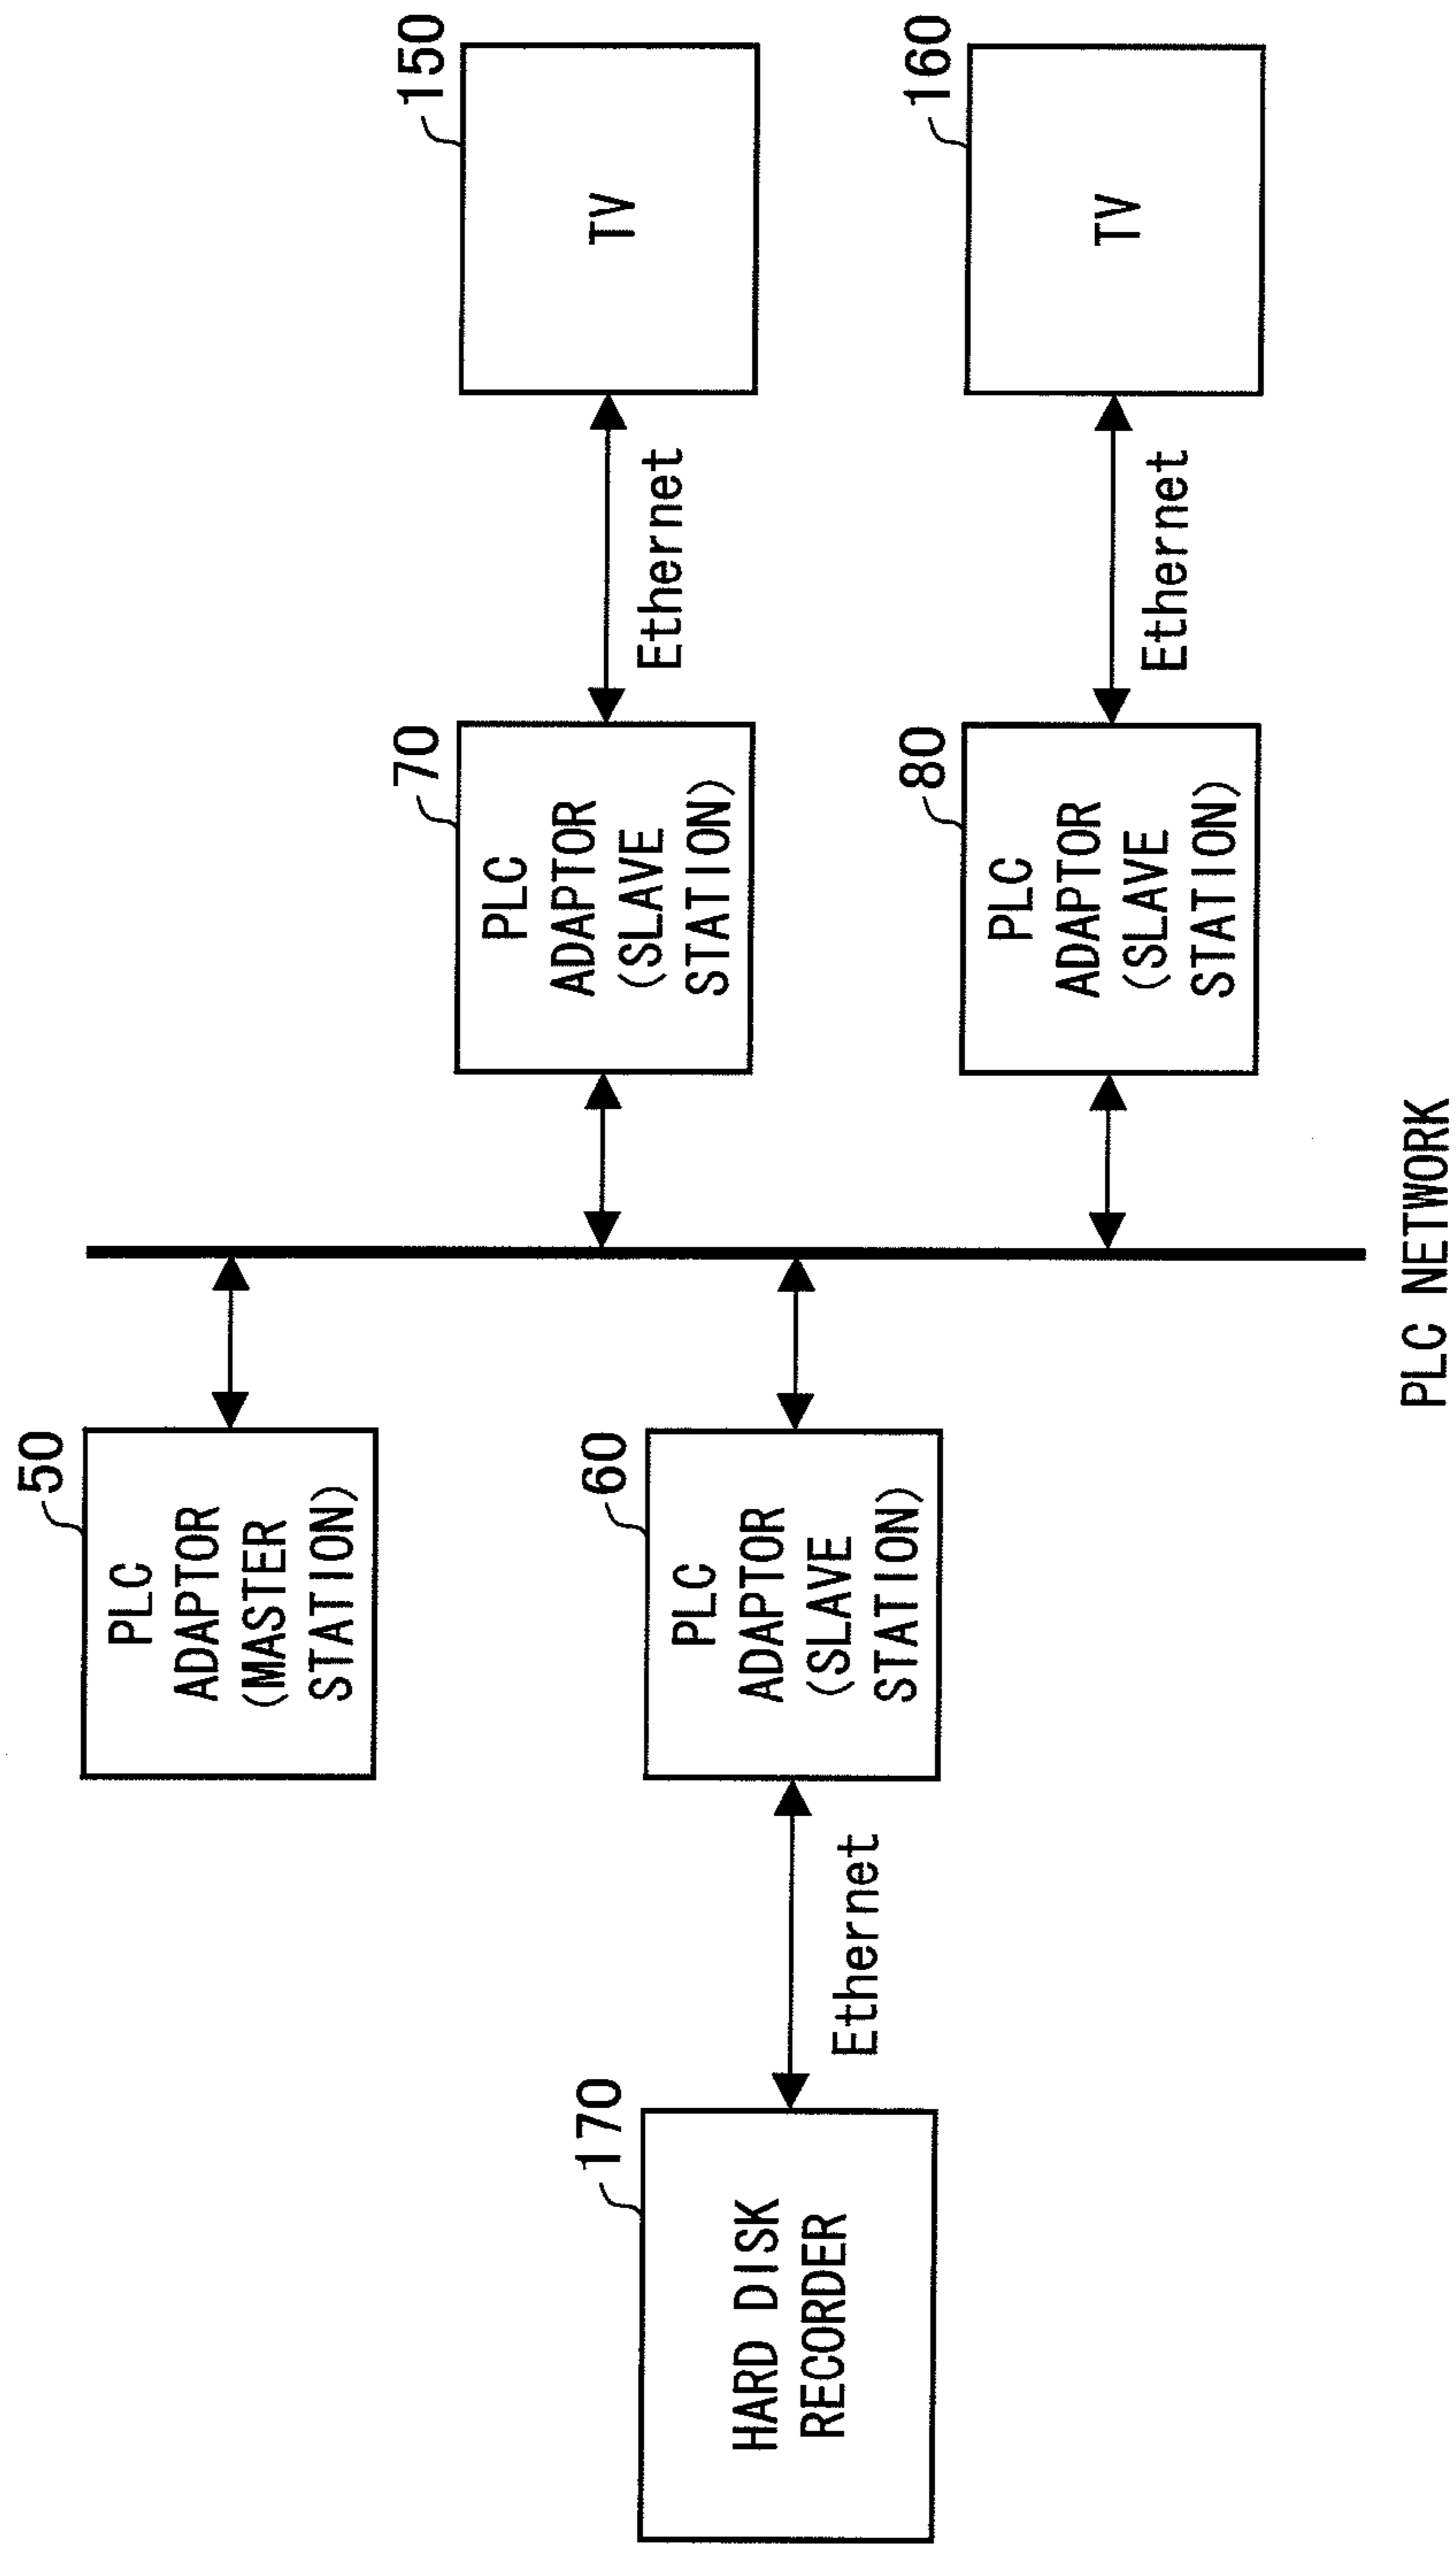 50
PLC
ADAPTOR
(MASTER
STATION)
170
HARD DISK
RECORDER
Ethernet
60
PLC
ADAPTOR
(SLAVE
STATION)
70
PLC
ADAPTOR
(SLAVE
STATION)
Ethernet
150
TV
80
PLC
ADAPTOR
(SLAVE
STATION)
Ethernet
160
TV
PLC NETWORK